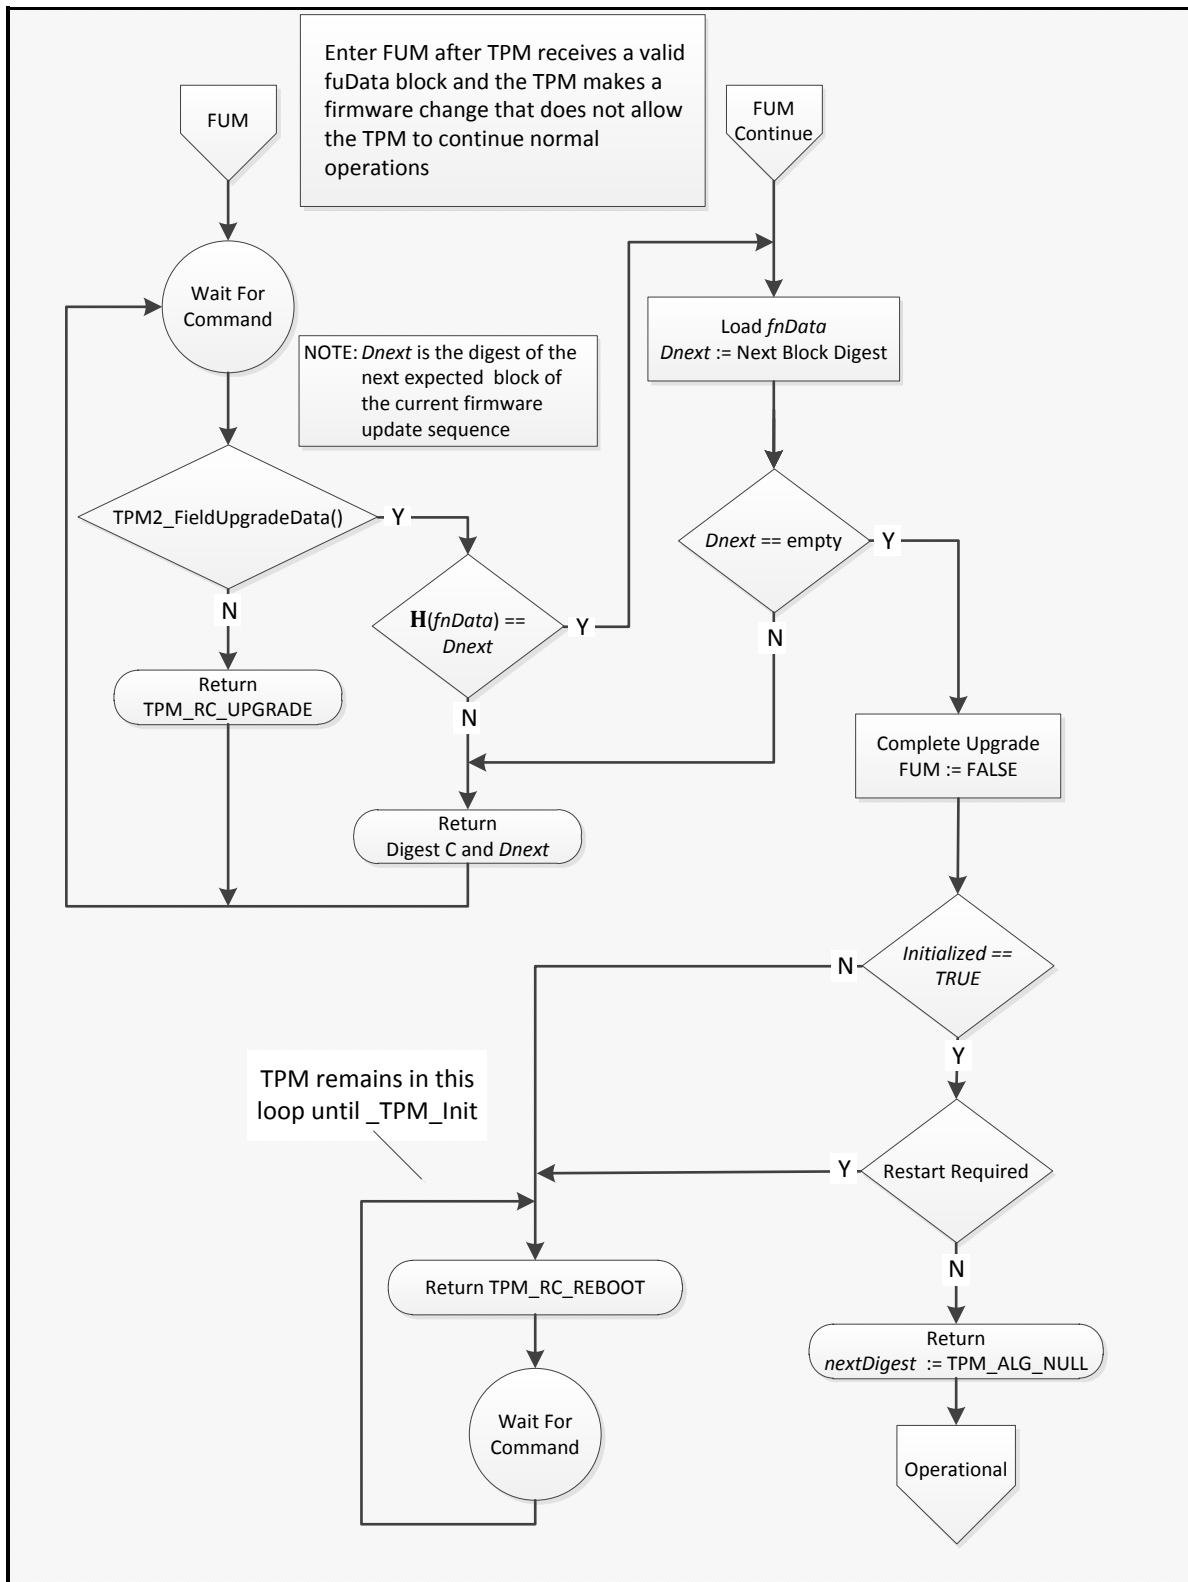 Enter FUM after TPM receives a valid
fuData block and the TPM makes a
firmware change that does not allow
the TPM to continue normal
operations
FUM
FUM
Continue
Wait For
Command
NOTE: Dnext is the digest of the
next expected block of
the current firmware
update sequence
Load fnData
Dnext := Next Block Digest
TPM2_FieldUpgradeData()
Y
N
H(fnData) ==
Dnext
Y
N
Dnext == empty
Y
N
Return
TPM_RC_UPGRADE
Return
Digest C and Dnext
Complete Upgrade
FUM := FALSE
Initialized ==
TRUE
N
Y
TPM remains in this
loop until _TPM_Init
Restart Required
Y
N
Return TPM_RC_REBOOT
Return
nextDigest := TPM_ALG_NULL
Wait For
Command
Operational